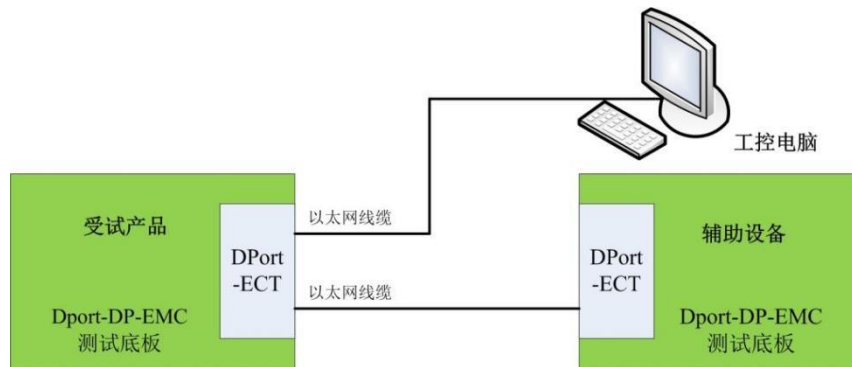 工控电脑
受试产品
DPort
-ECT
Dport-DP-EMC
测试底板
以太网线缆
以太网线缆
DPort
-ECT
辅助设备
Dport-DP-EMC
测试底板